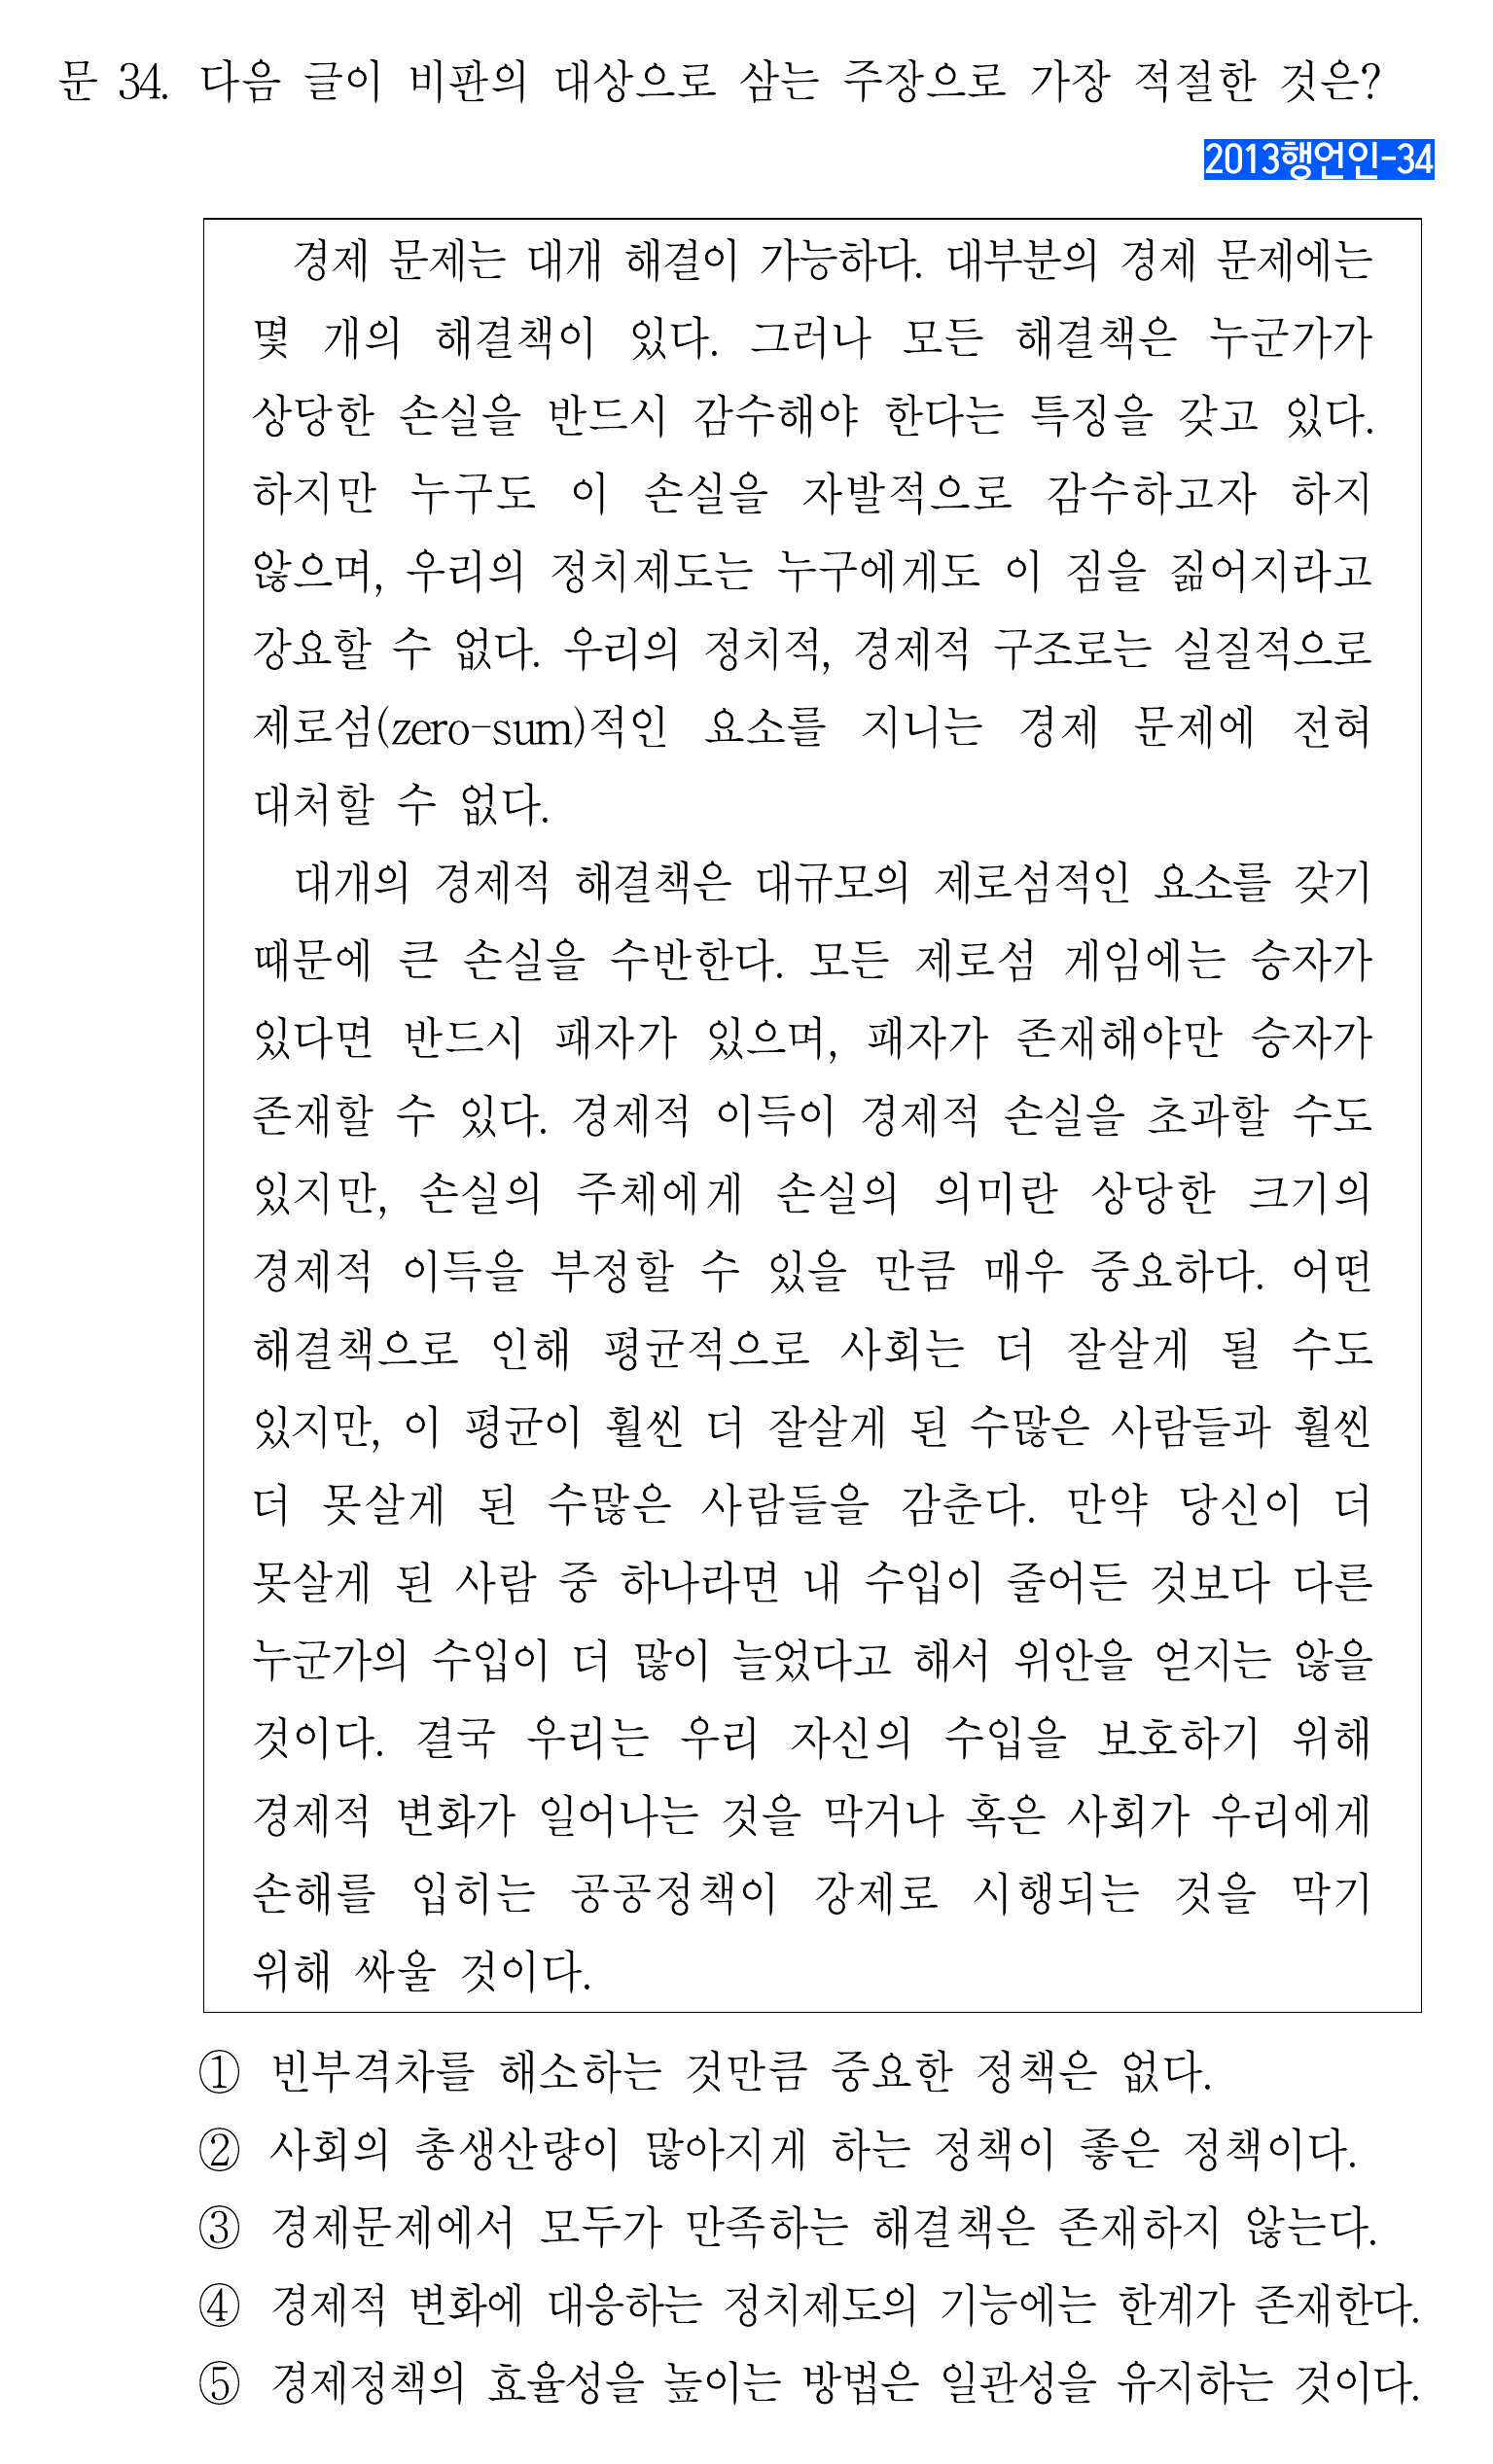 문 34. 다음 글이 비판의 대상으로 삼는 주장으로 가장 적절한 것은?
2013행언인-34
경제 문제는 대개 해결이 가능하다. 대부분의 경제 문제에는
몇 개의 해결책이 있다. 그러나 모든 해결책은 누군가가
상당한 손실을 반드시 감수해야 한다는 특징을 갖고 있다.
하지만 누구도 이 손실을 자발적으로 감수하고자 하지
않으며, 우리의 정치제도는 누구에게도 이 짐을 짊어지라고
강요할 수 없다. 우리의 정치적, 경제적 구조로는 실질적으로
제로섬(zero-sum)적인 요소를 지니는 경제 문제에 전혀
대처할 수 없다.
대개의 경제적 해결책은 대규모의 제로섬적인 요소를 갖기
때문에 큰 손실을 수반한다. 모든 제로섬 게임에는 승자가
있다면 반드시 패자가 있으며, 패자가 존재해야만 승자가
존재할 수 있다. 경제적 이득이 경제적 손실을 초과할 수도
있지만, 손실의 주체에게 손실의 의미란 상당한 크기의
경제적 이득을 부정할 수 있을 만큼 매우 중요하다. 어떤
해결책으로 인해 평균적으로 사회는 더 잘살게 될 수도
있지만, 이 평균이 훨씬 더 잘살게 된 수많은 사람들과 훨씬
더 못살게 된 수많은 사람들을 감춘다. 만약 당신이 더
못살게 된 사람 중 하나라면 내 수입이 줄어든 것보다 다른
누군가의 수입이 더 많이 늘었다고 해서 위안을 얻지는 않을
것이다. 결국 우리는 우리 자신의 수입을 보호하기 위해
경제적 변화가 일어나는 것을 막거나 혹은 사회가 우리에게
손해를 입히는 공공정책이 강제로 시행되는 것을 막기
위해 싸울 것이다.
① 빈부격차를 해소하는 것만큼 중요한 정책은 없다.
② 사회의 총생산량이 많아지게 하는 정책이 좋은 정책이다.
③ 경제문제에서 모두가 만족하는 해결책은 존재하지 않는다.
④ 경제적 변화에 대응하는 정치제도의 기능에는 한계가 존재한다.
⑤ 경제정책의 효율성을 높이는 방법은 일관성을 유지하는 것이다.